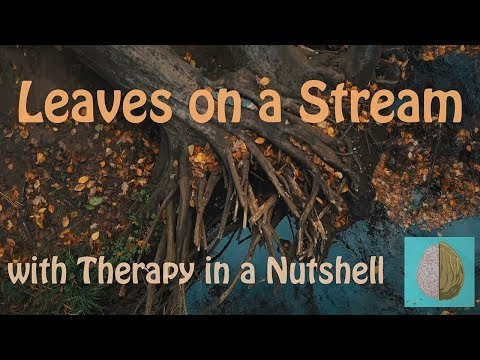 Leaves on a Stream
with Therapy in a Nutshell